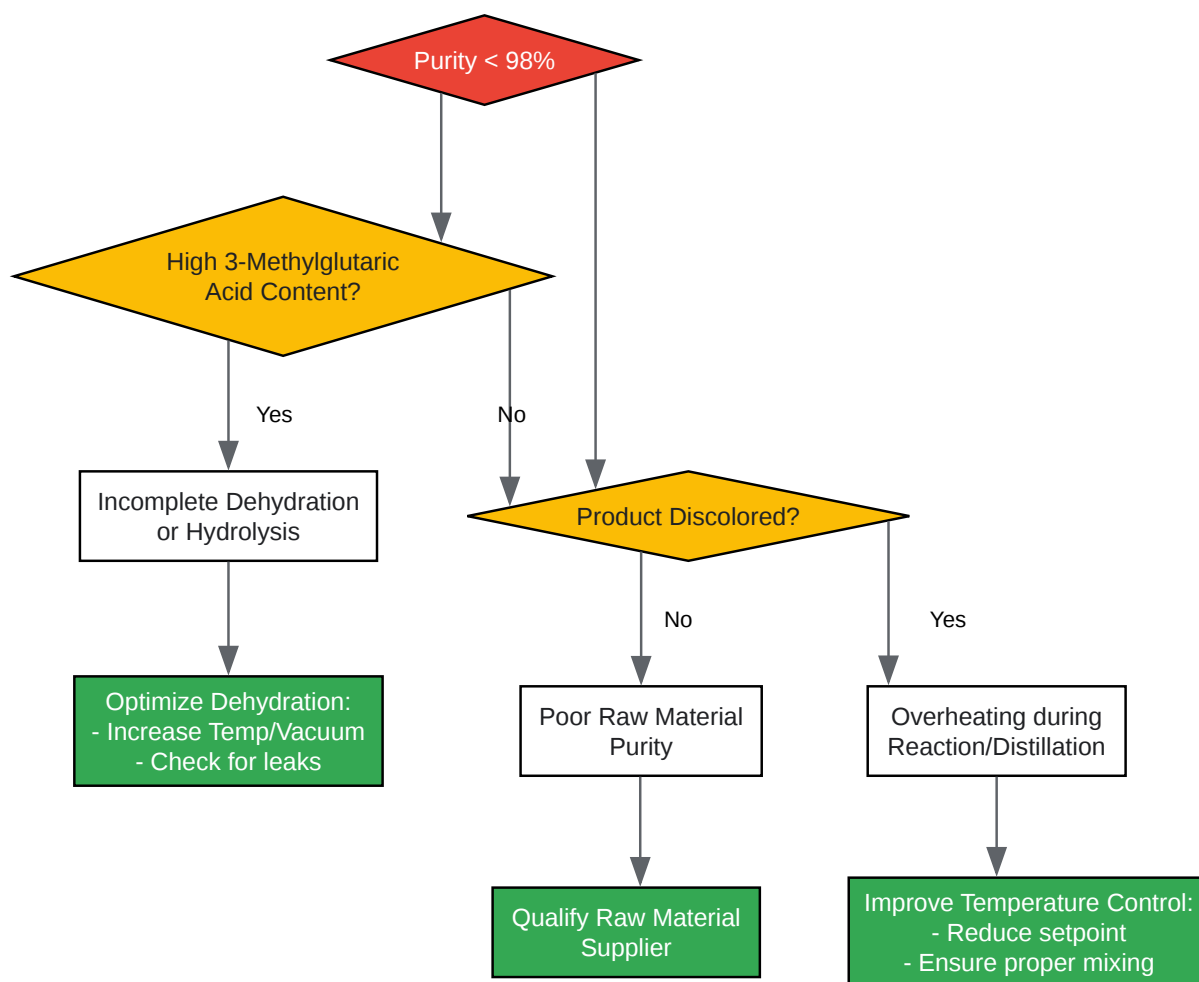 Purity < 98%
High 3-Methylglutaric
Acid Content?
Yes
No
Incomplete Dehydration
or Hydrolysis
Product Discolored?
No
Yes
Optimize Dehydration:
- Increase Temp/Vacuum
- Check for leaks
Poor Raw Material
Purity
Overheating during
Reaction/Distillation
Qualify Raw Material
Supplier
Improve Temperature Control:
- Reduce setpoint
- Ensure proper mixing